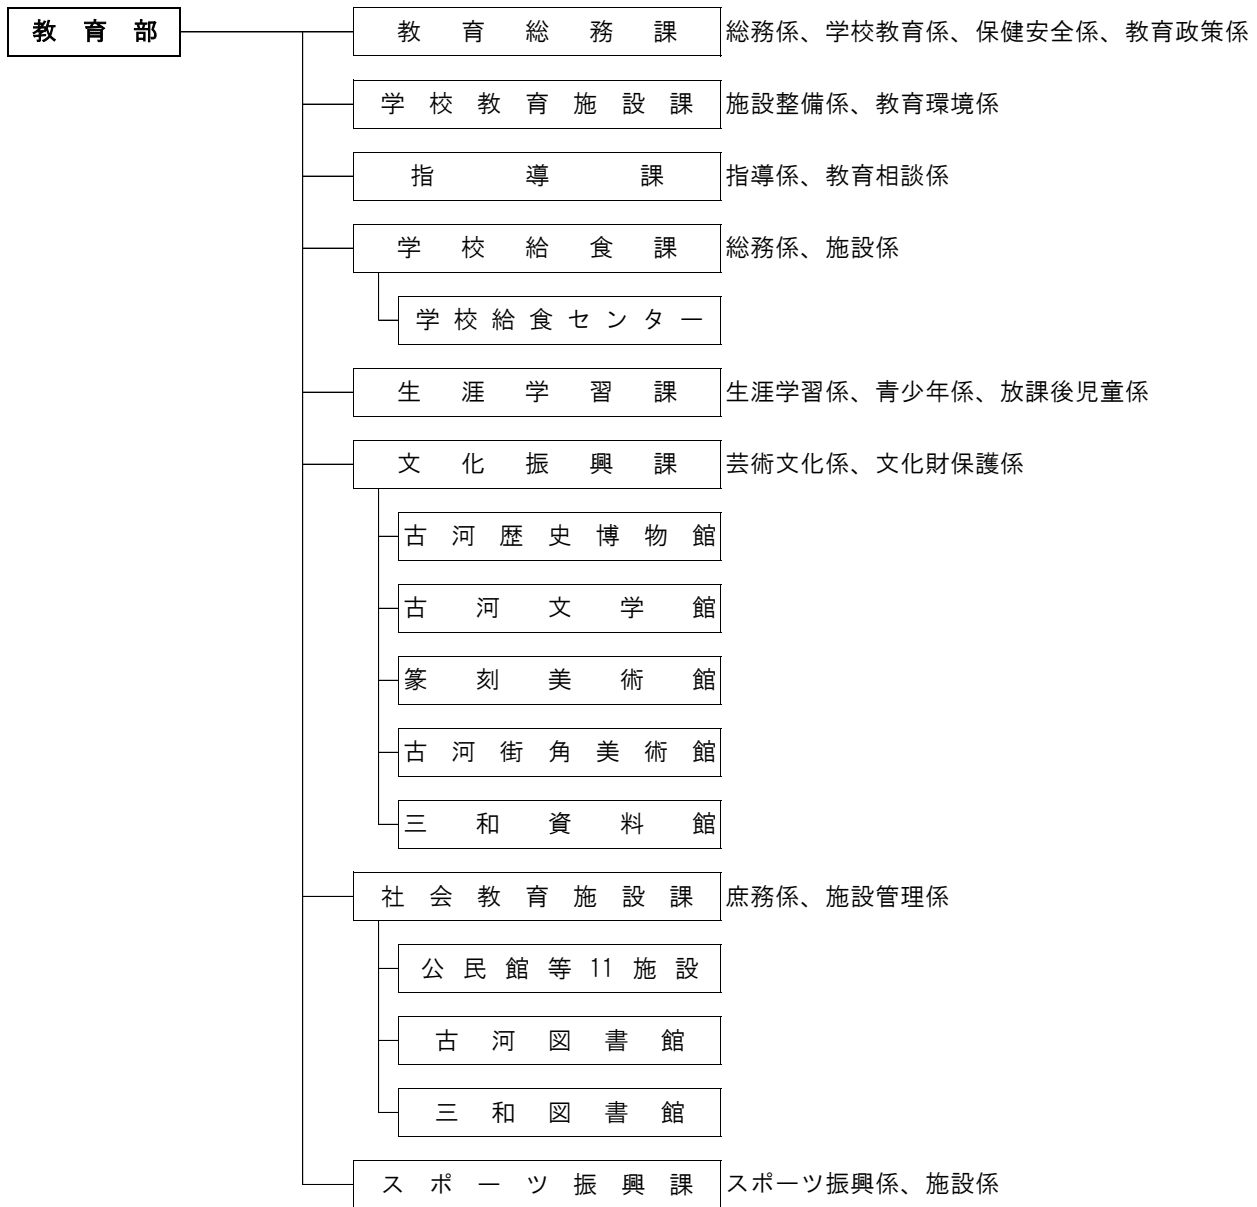 教育部
教育総務課 総務係、学校教育係、保健安全係、教育政策係
学校教育施設課 施設整備係、教育環境係
指導課 指導係、教育相談係
学校給食課 総務係、施設係
学校給食センター
生涯学習課 生涯学習係、青少年係、放課後児童係
文化振興課 芸術文化係、文化財保護係
古河歴史博物館
古河文学館
篆刻美術館
古河街角美術館
三和資料館
社会教育施設課 庶務係、施設管理係
公民館等11施設
古河図書館
三和図書館
スポーツ振興課 スポーツ振興係、施設係